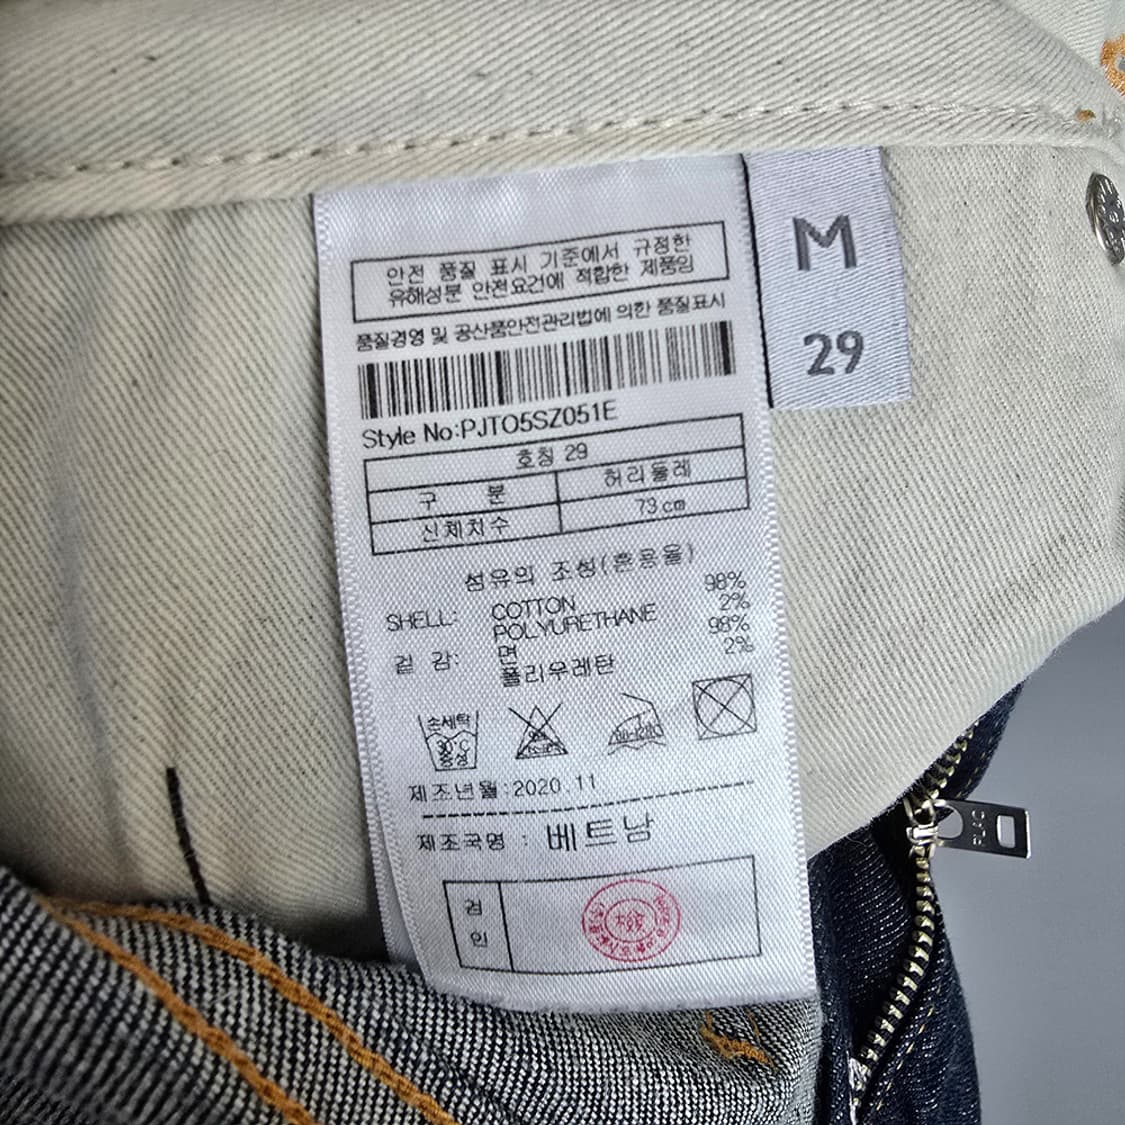 안전 품질 표시 기준에서 규정한
유해성분 안전요건에 적합한 제품임
품질경영 및 공산품안전관리법에 의한 품질표시
Style No:PJTO5SZ051E
호칭 29
구 분 허리둘레
신체치수 73cm
섬유의 조성(혼용율)
SHELL: COTTON 98%
POLYURETHANE 2%
겉 감: 면 98%
폴리우레탄 2%
손세탁
30°C
중성
제조년월:2020.11
제조국명 : 베트남
검
인
M
29